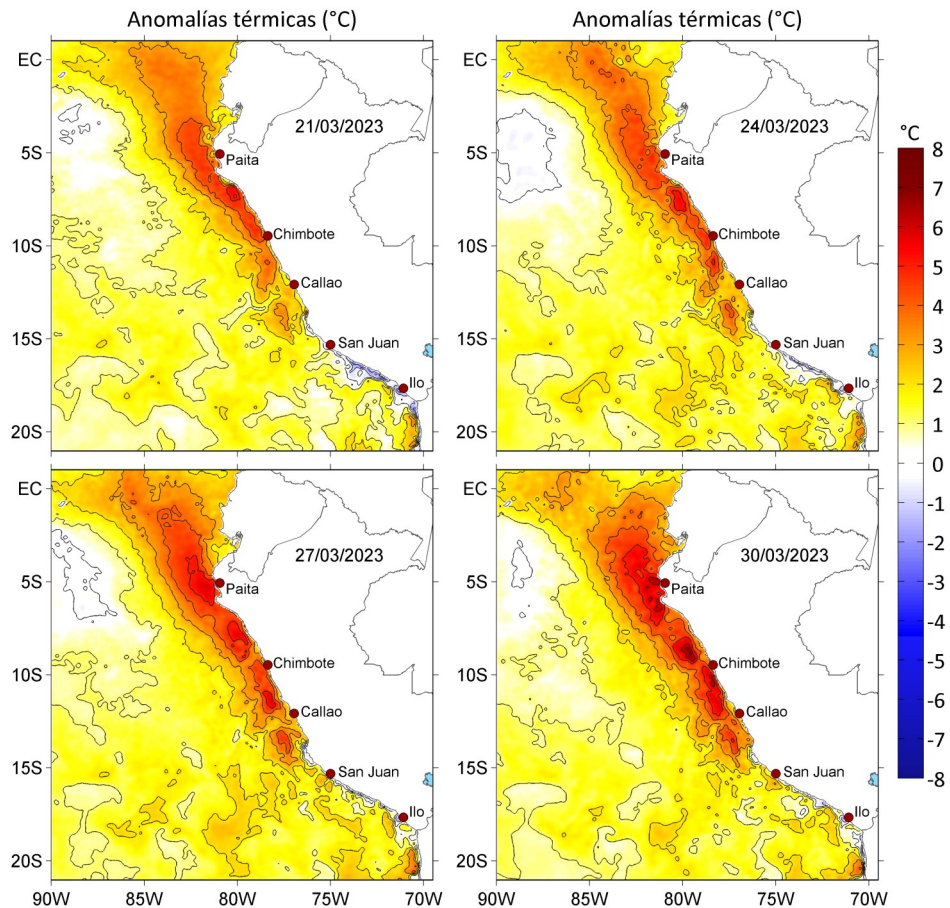 Anomalías térmicas (°C)
Anomalías térmicas (°C)
EC
5S
10S
15S
20S
21/03/2023
Paita
Chimbote
Callao
San Juan
Ilo
EC
5S
10S
15S
20S
24/03/2023
Paita
Chimbote
Callao
San Juan
Ilo
EC
5S
10S
15S
20S
27/03/2023
Paita
Chimbote
Callao
San Juan
Ilo
90W 85W 80W 75W 70W
EC
5S
10S
15S
20S
30/03/2023
Paita
Chimbote
Callao
San Juan
Ilo
90W 85W 80W 75W 70W
°C
8
7
6
5
4
3
2
1
0
-1
-2
-3
-4
-5
-6
-7
-8